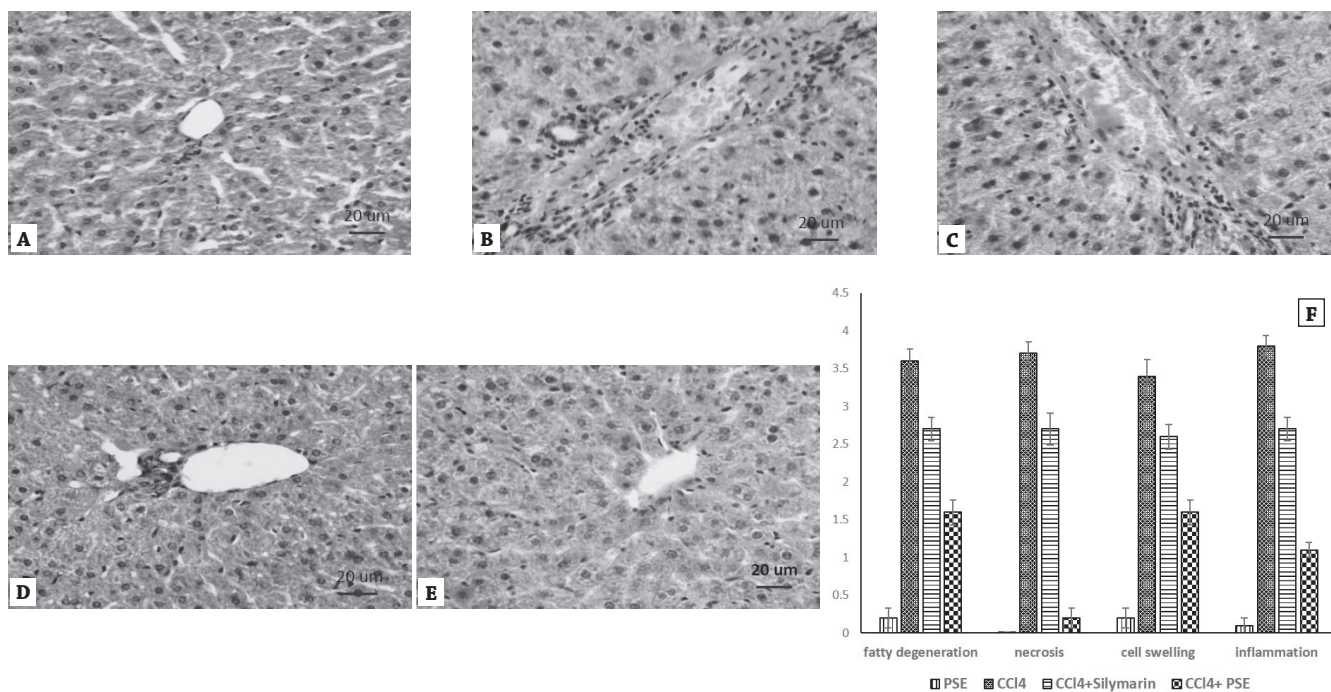 A
20 um
B
20 um
C
20 um
D
20 um
E
20 um
F
4.5
4
3.5
3
2.5
2
1.5
1
0.5
0
fatty degeneration
necrosis
cell swelling
inflammation
PSE CCl4 CCl4+Silymarin CCl4+ PSE